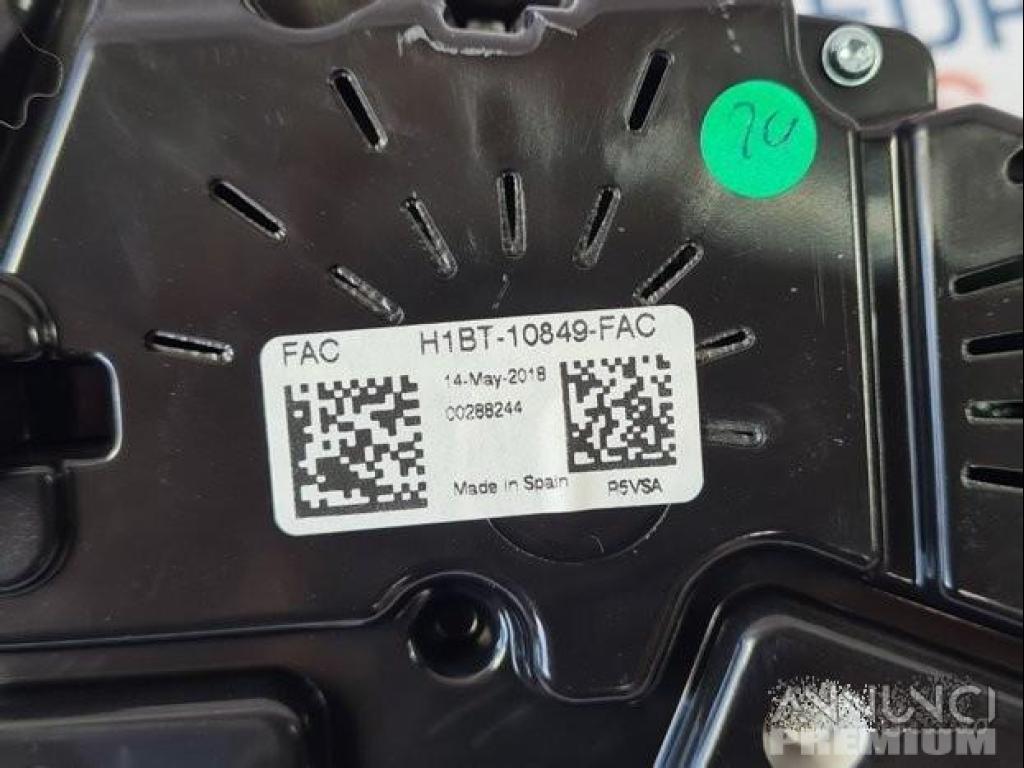 70
FAC H1BT-10849-FAC
14-May-2018
00288244
Made in Spain P5VSA
ANNUNCI
PREMIUM